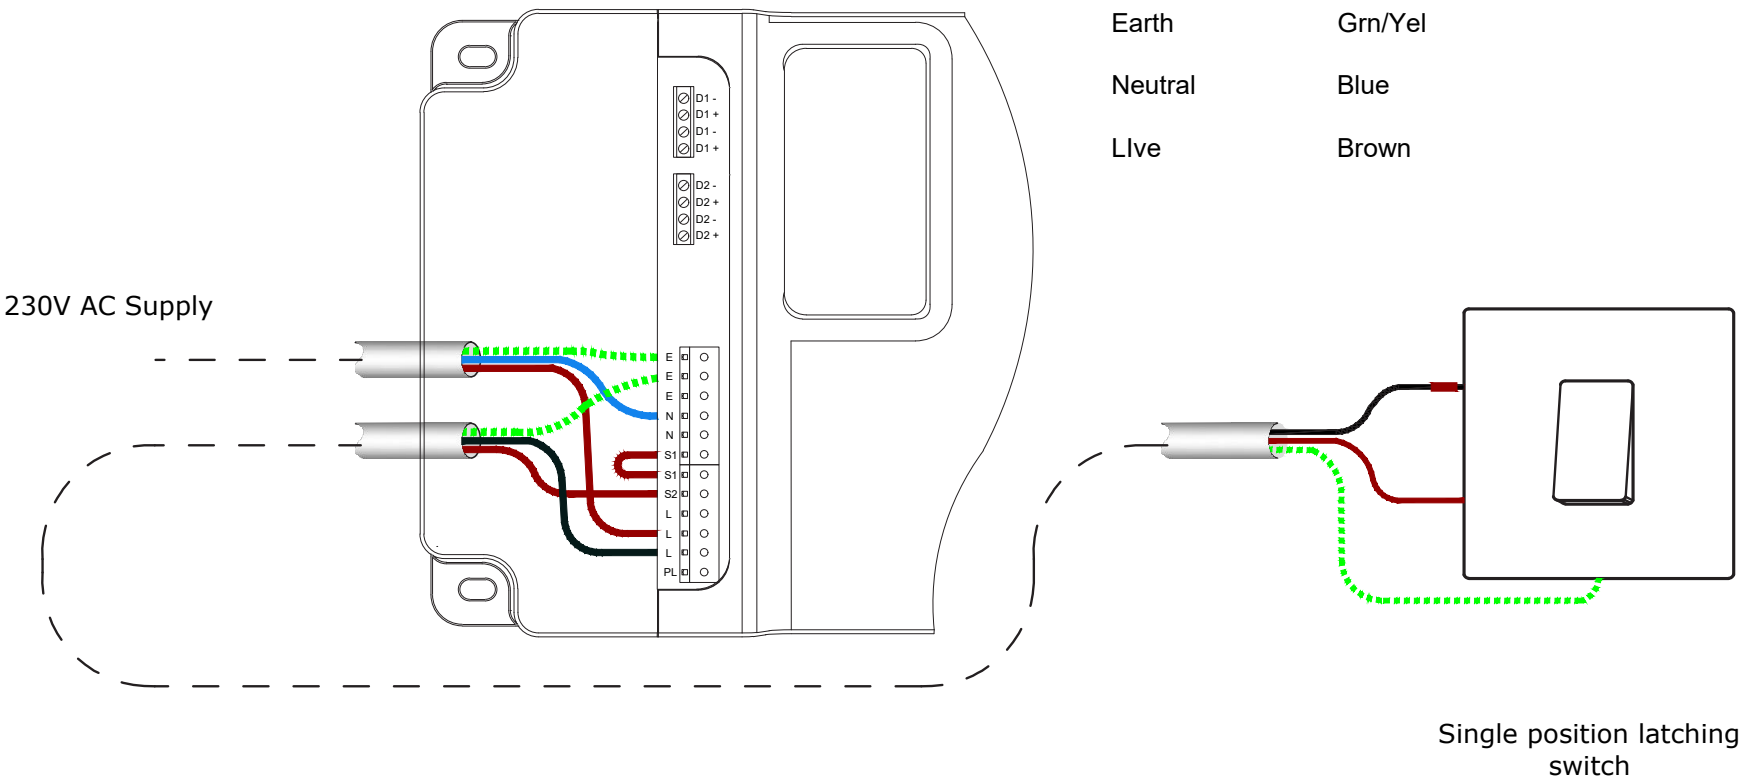 Earth Grn/Yel
Neutral Blue
LIve Brown
D1 -
D1 +
D1 -
D1 +
D2 -
D2 +
D2 -
D2 +
230V AC Supply
E
E
E
N
N
S1
S1
S2
L
L
L
PL
Single position latching
switch